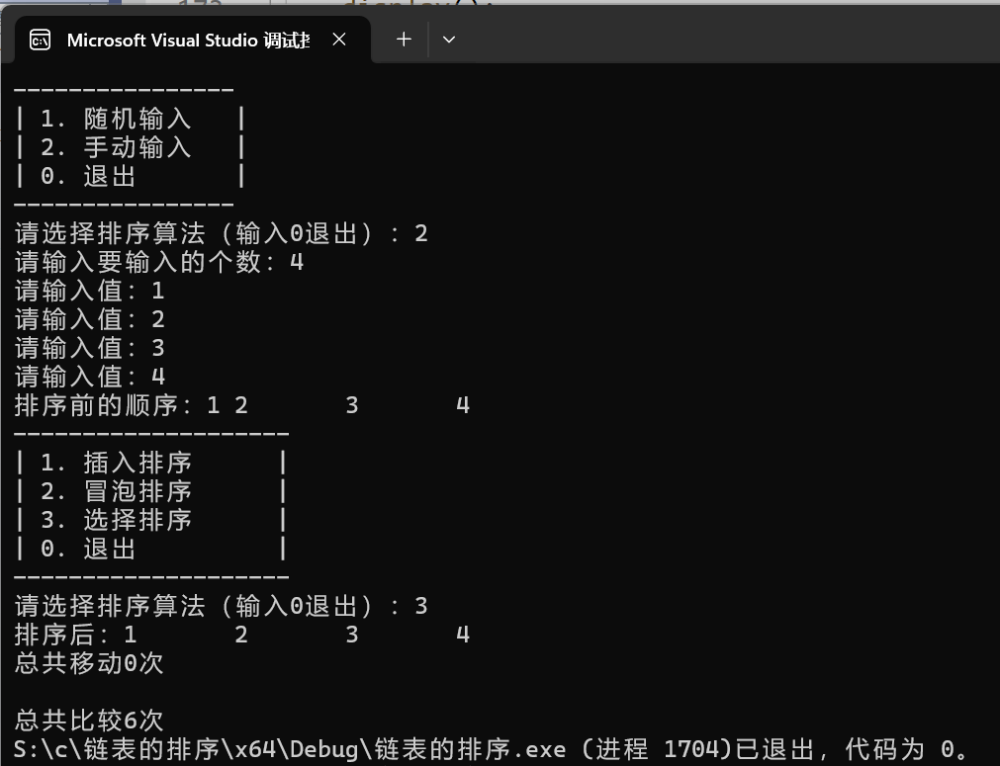 Microsoft Visual Studio 调试
----------------
| 1. 随机输入   |
| 2. 手动输入   |
| 0. 退出       |
----------------
请选择排序算法（输入0退出）：2
请输入要输入的个数：4
请输入值：1
请输入值：2
请输入值：3
请输入值：4
排序前的顺序：1 2       3       4
--------------------
| 1. 插入排序      |
| 2. 冒泡排序      |
| 3. 选择排序      |
| 0. 退出          |
--------------------
请选择排序算法（输入0退出）：3
排序后：1       2       3       4
总共移动0次
总共比较6次
S:\c\链表的排序\x64\Debug\链表的排序.exe (进程 1704)已退出，代码为 0。